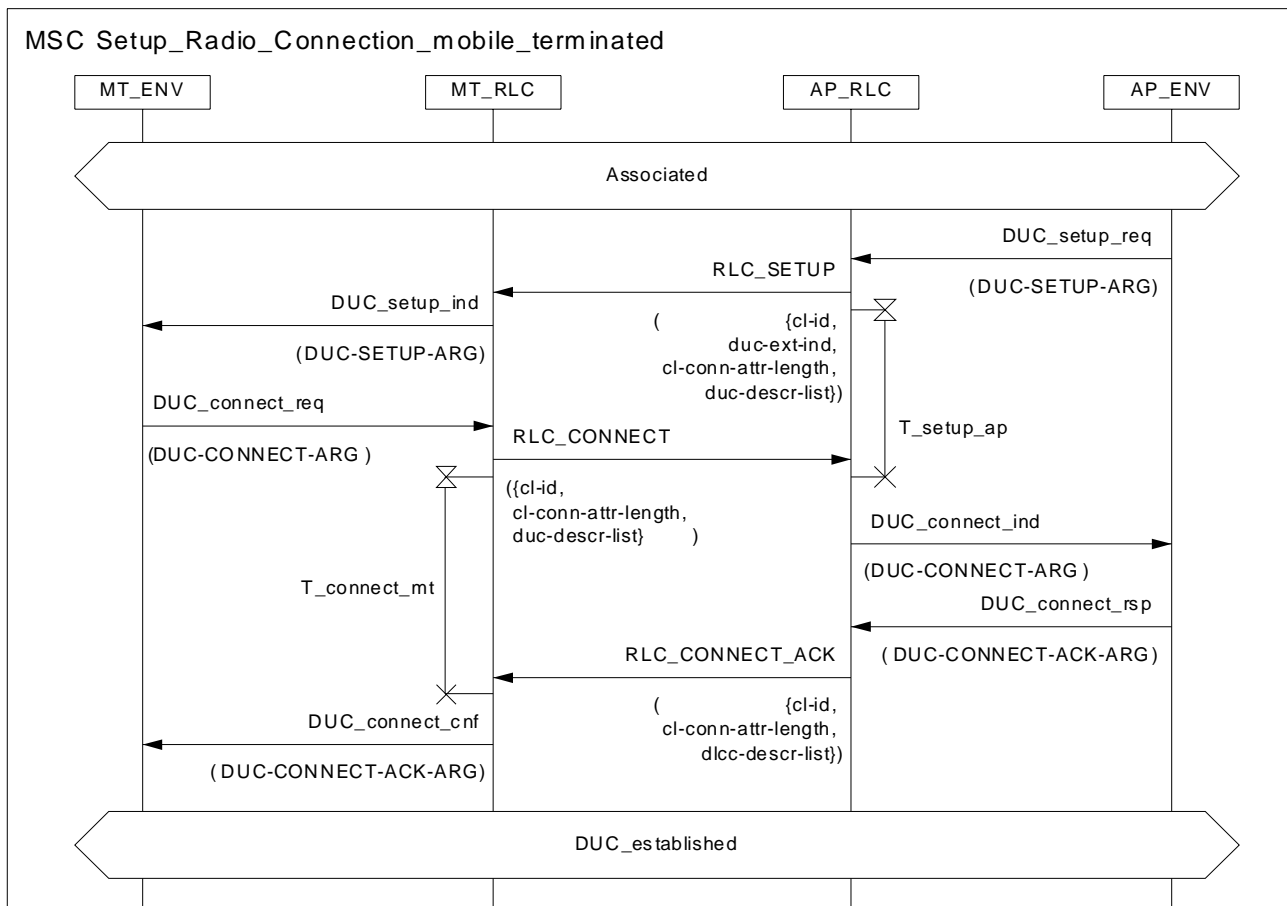 MSC Setup_Radio_Connection_mobile_terminated
MT_ENV
MT_RLC
AP_RLC
AP_ENV
Associated
DUC_setup_req
(DUC-SETUP-ARG)
RLC_SETUP
( {cl-id,
duc-ext-ind,
cl-conn-attr-length,
duc-descr-list})
DUC_setup_ind
(DUC-SETUP-ARG)
T_setup_ap
DUC_connect_req
(DUC-CONNECT-ARG )
RLC_CONNECT
({cl-id,
cl-conn-attr-length,
duc-descr-list} )
T_connect_mt
DUC_connect_ind
(DUC-CONNECT-ARG )
DUC_connect_rsp
( DUC-CONNECT-ACK-ARG)
RLC_CONNECT_ACK
( {cl-id,
cl-conn-attr-length,
dlcc-descr-list})
DUC_connect_cnf
( DUC-CONNECT-ACK-ARG)
DUC_established